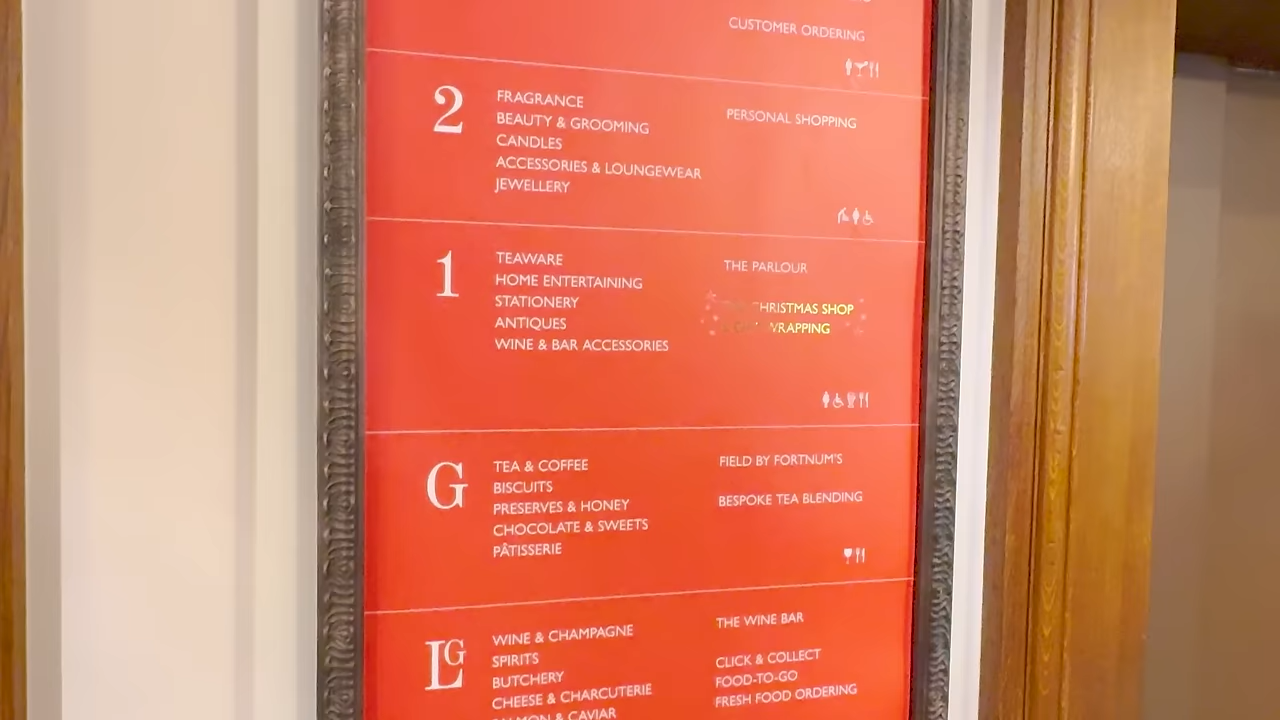 CUSTOMER ORDERING
2
FRAGRANCE
BEAUTY & GROOMING
CANDLES
ACCESSORIES & LOUNGEWEAR
JEWELLERY
PERSONAL SHOPPING
1
TEAWARE
HOME ENTERTAINING
STATIONERY
ANTIQUES
WINE & BAR ACCESSORIES
THE PARLOUR
CHRISTMAS SHOP
WRAPPING
G
TEA & COFFEE
BISCUITS
PRESERVES & HONEY
CHOCOLATE & SWEETS
PÂTISSERIE
FIELD BY FORTNUM'S
BESPOKE TEA BLENDING
LG
WINE & CHAMPAGNE
SPIRITS
BUTCHERY
CHEESE & CHARCUTERIE
SALMON & CAVIAR
THE WINE BAR
CLICK & COLLECT
FOOD-TO-GO
FRESH FOOD ORDERING